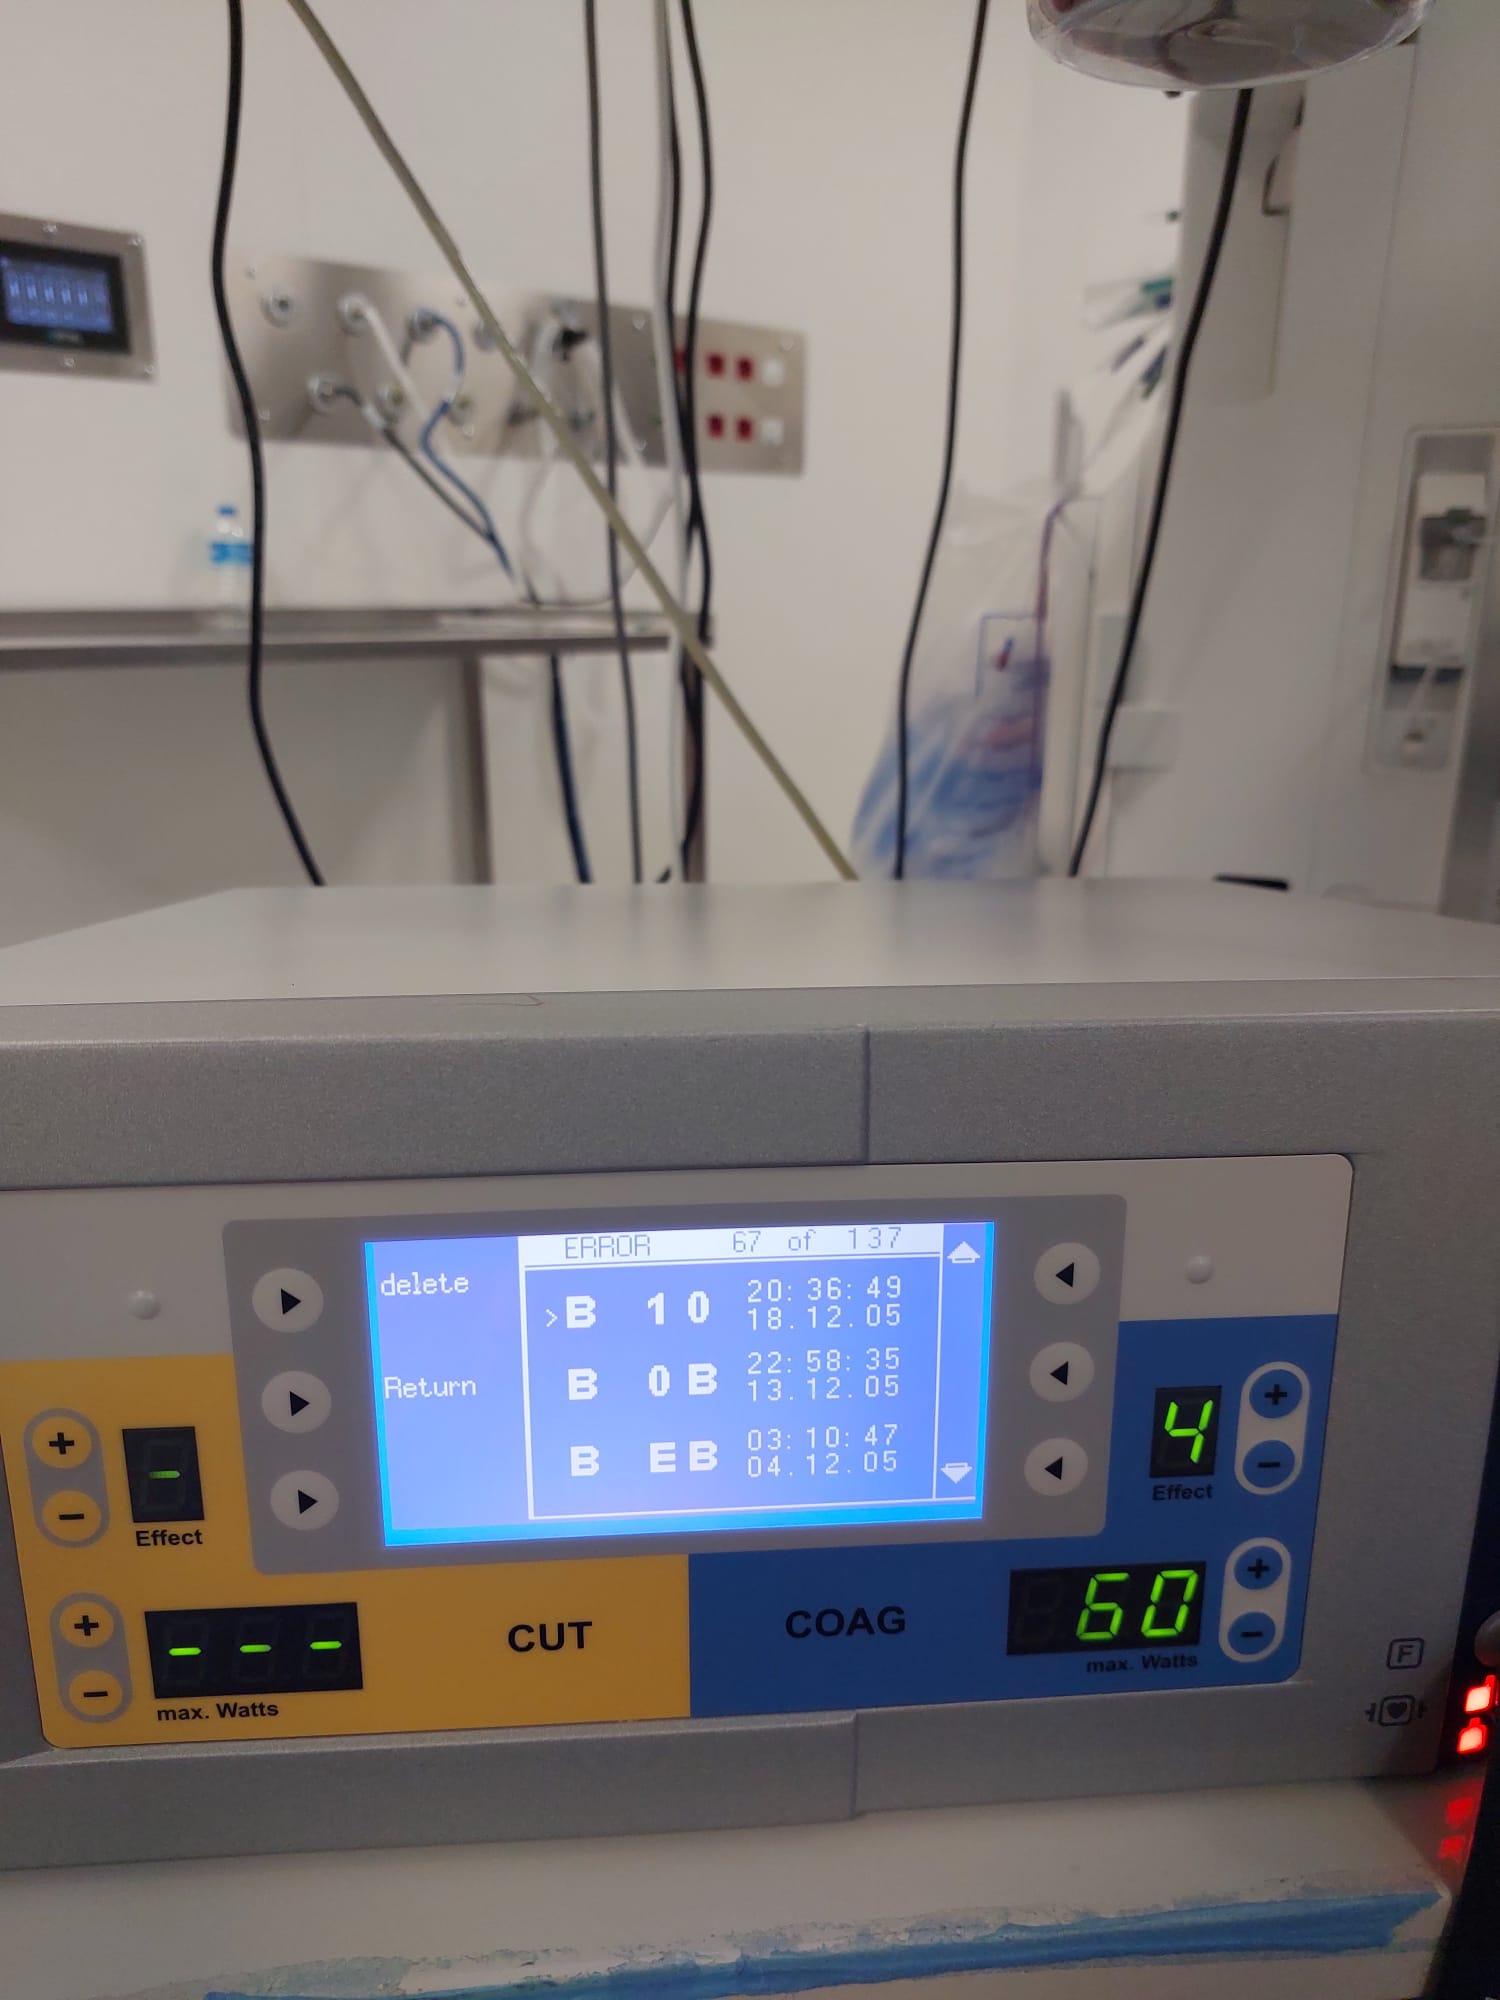 ERROR 67 of 137
delete
>B 10 20:36:49
18.12.05
B 0B 22:58:35
13.12.05
Return
B EB 03:10:47
04.12.05
+
-
-
Effect
4
Effect
+
-
+
-
---
max. Watts
CUT
COAG
60
max. Watts
+
-
F